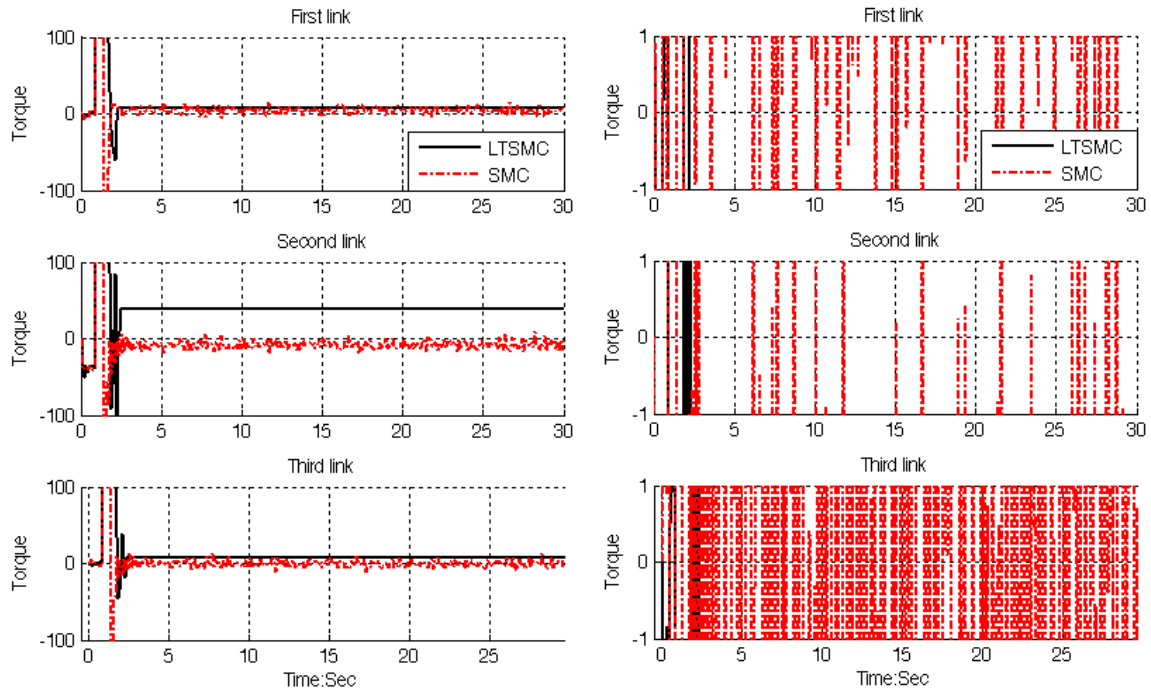 First link
100
0
-100
Torque
LTSMC
SMC
0 5 10 15 20 25 30
Second link
100
0
-100
Torque
0 5 10 15 20 25 30
Third link
100
0
-100
Torque
0 5 10 15 20 25
Time:Sec
First link
1
0
-1
Torque
LTSMC
SMC
0 5 10 15 20 25 30
Second link
1
0
-1
Torque
0 5 10 15 20 25 30
Third link
1
0
-1
Torque
0 5 10 15 20 25
Time:Sec